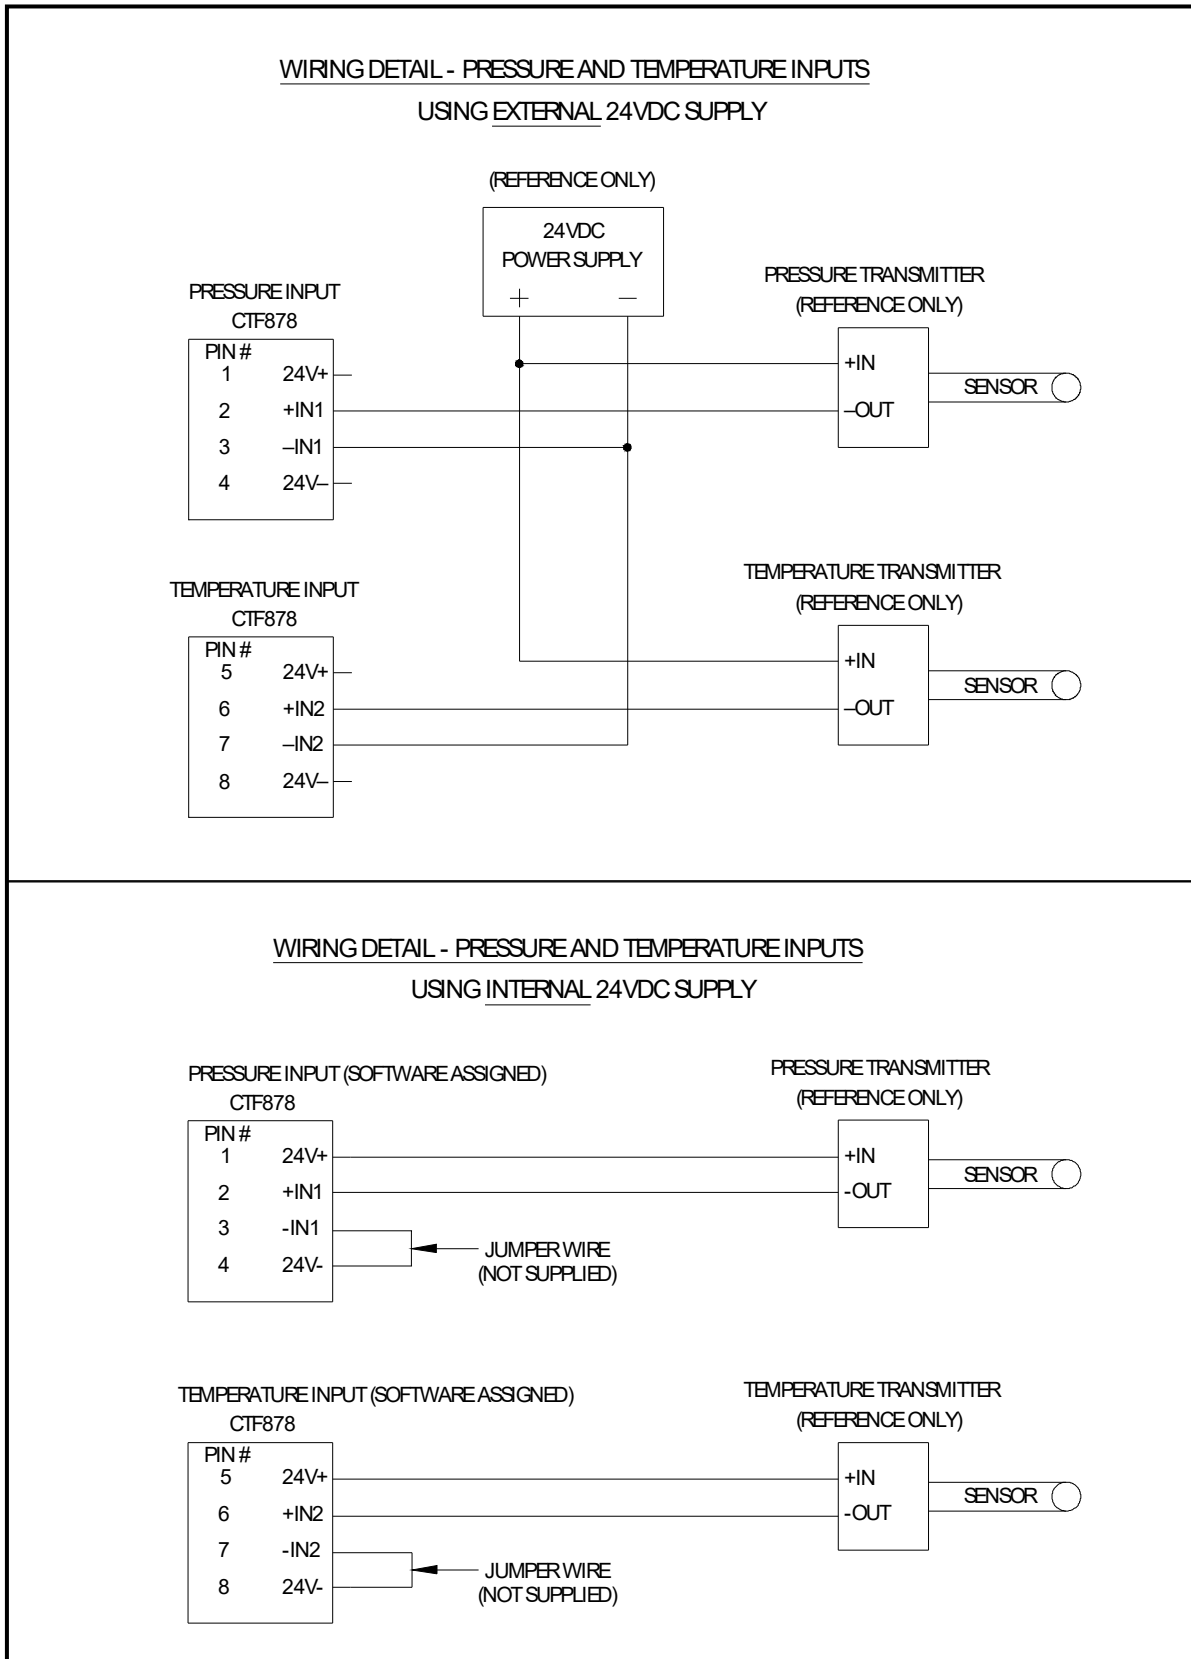 WIRING DETAIL - PRESSURE AND TEMPERATURE INPUTS
USING EXTERNAL 24VDC SUPPLY
(REFERENCE ONLY)
24VDC
POWER SUPPLY
+ –
PRESSURE INPUT
CTF878
PIN #
1 24V+
2 +IN1
3 –IN1
4 24V–
PRESSURE TRANSMITTER
(REFERENCE ONLY)
+IN
–OUT
SENSOR
TEMPERATURE INPUT
CTF878
PIN #
5 24V+
6 +IN2
7 –IN2
8 24V–
TEMPERATURE TRANSMITTER
(REFERENCE ONLY)
+IN
–OUT
SENSOR
WIRING DETAIL - PRESSURE AND TEMPERATURE INPUTS
USING INTERNAL 24VDC SUPPLY
PRESSURE INPUT (SOFTWARE ASSIGNED)
CTF878
PIN #
1 24V+
2 +IN1
3 -IN1
4 24V-
JUMPER WIRE
(NOT SUPPLIED)
PRESSURE TRANSMITTER
(REFERENCE ONLY)
+IN
-OUT
SENSOR
TEMPERATURE INPUT (SOFTWARE ASSIGNED)
CTF878
PIN #
5 24V+
6 +IN2
7 -IN2
8 24V-
JUMPER WIRE
(NOT SUPPLIED)
TEMPERATURE TRANSMITTER
(REFERENCE ONLY)
+IN
-OUT
SENSOR